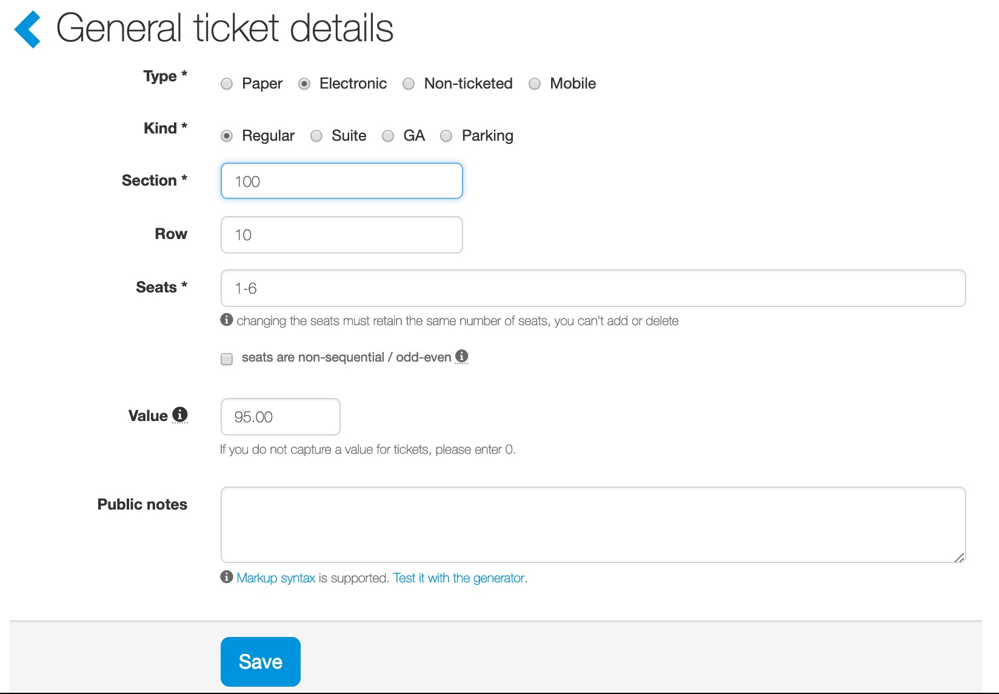 General ticket details
Type *
Paper Electronic Non-ticketed Mobile
Kind *
Regular Suite GA Parking
Section *
100
Row
10
Seats *
1-6
changing the seats must retain the same number of seats, you can't add or delete
seats are non-sequential / odd-even
Value
95.00
If you do not capture a value for tickets, please enter 0.
Public notes
Markup syntax is supported. Test it with the generator.
Save